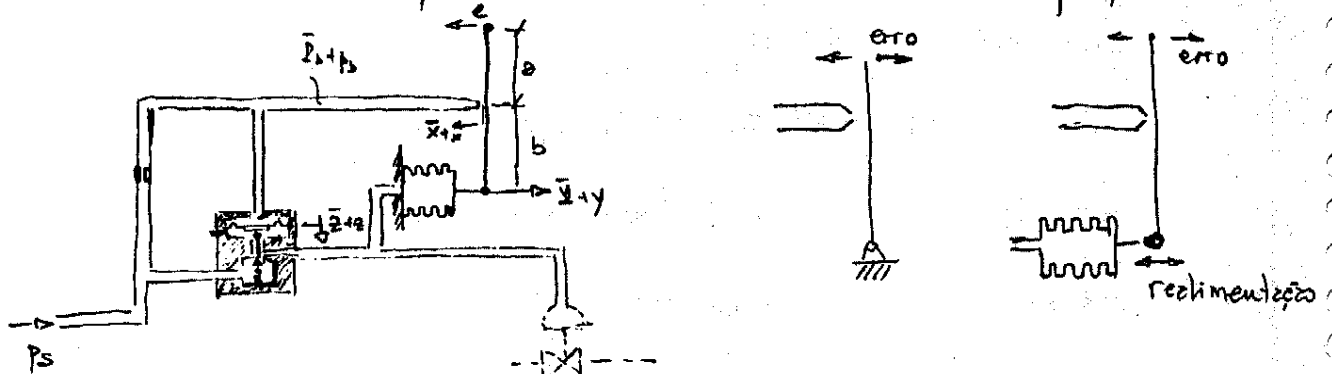 e
erro
erro
P̄b+pb
a
x̄+x
b
ȳ+y
z̄+z
realimentação
Ps